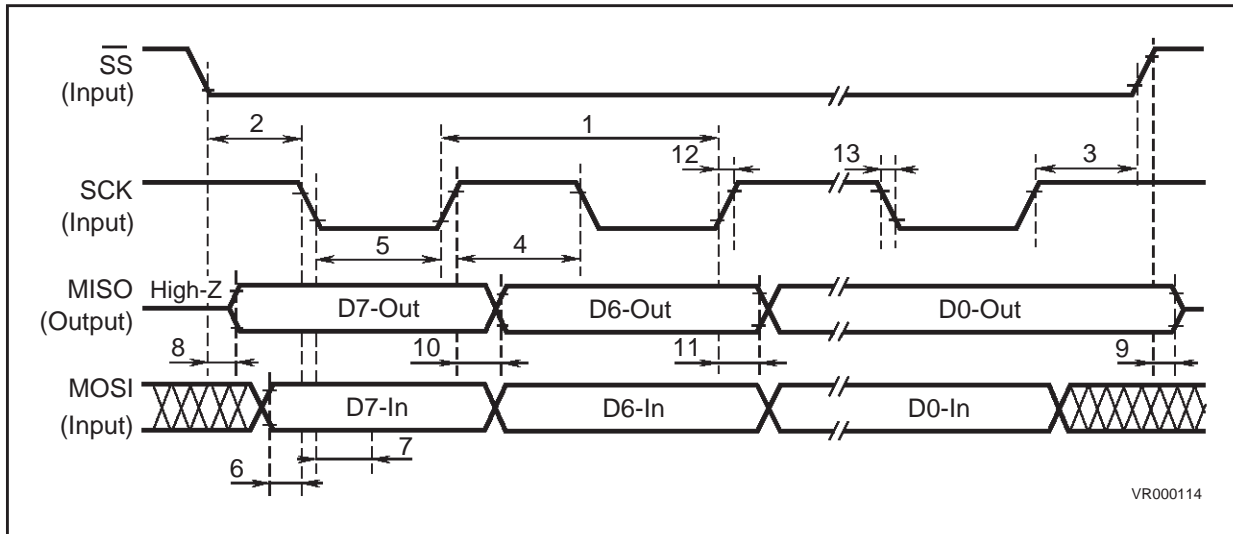 SS
(Input)
2
1
12
13
3
SCK
(Input)
5
4
MISO
(Output)
High-Z
D7-Out
D6-Out
D0-Out
8
10
11
9
MOSI
(Input)
D7-In
D6-In
D0-In
6
7
VR000114